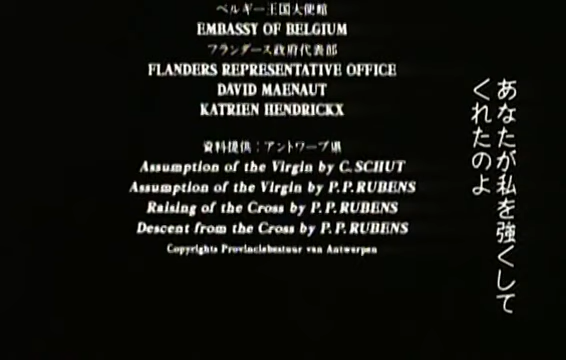 ベルギー王国大使館
EMBASSY OF BELGIUM
フランダース政府代表部
FLANDERS REPRESENTATIVE OFFICE
DAVID MAENAUT
KATRIEN HENDRICKX
資料提供：アントワープ県
Assumption of the Virgin by C.SCHUT
Assumption of the Virgin by P.P.RUBENS
Raising of the Cross by P.P.RUBENS
Descent from the Cross by P.P.RUBENS
Copyrights Provinciebestuur van Antwerpen
あなたが私を強くして
くれたのよ